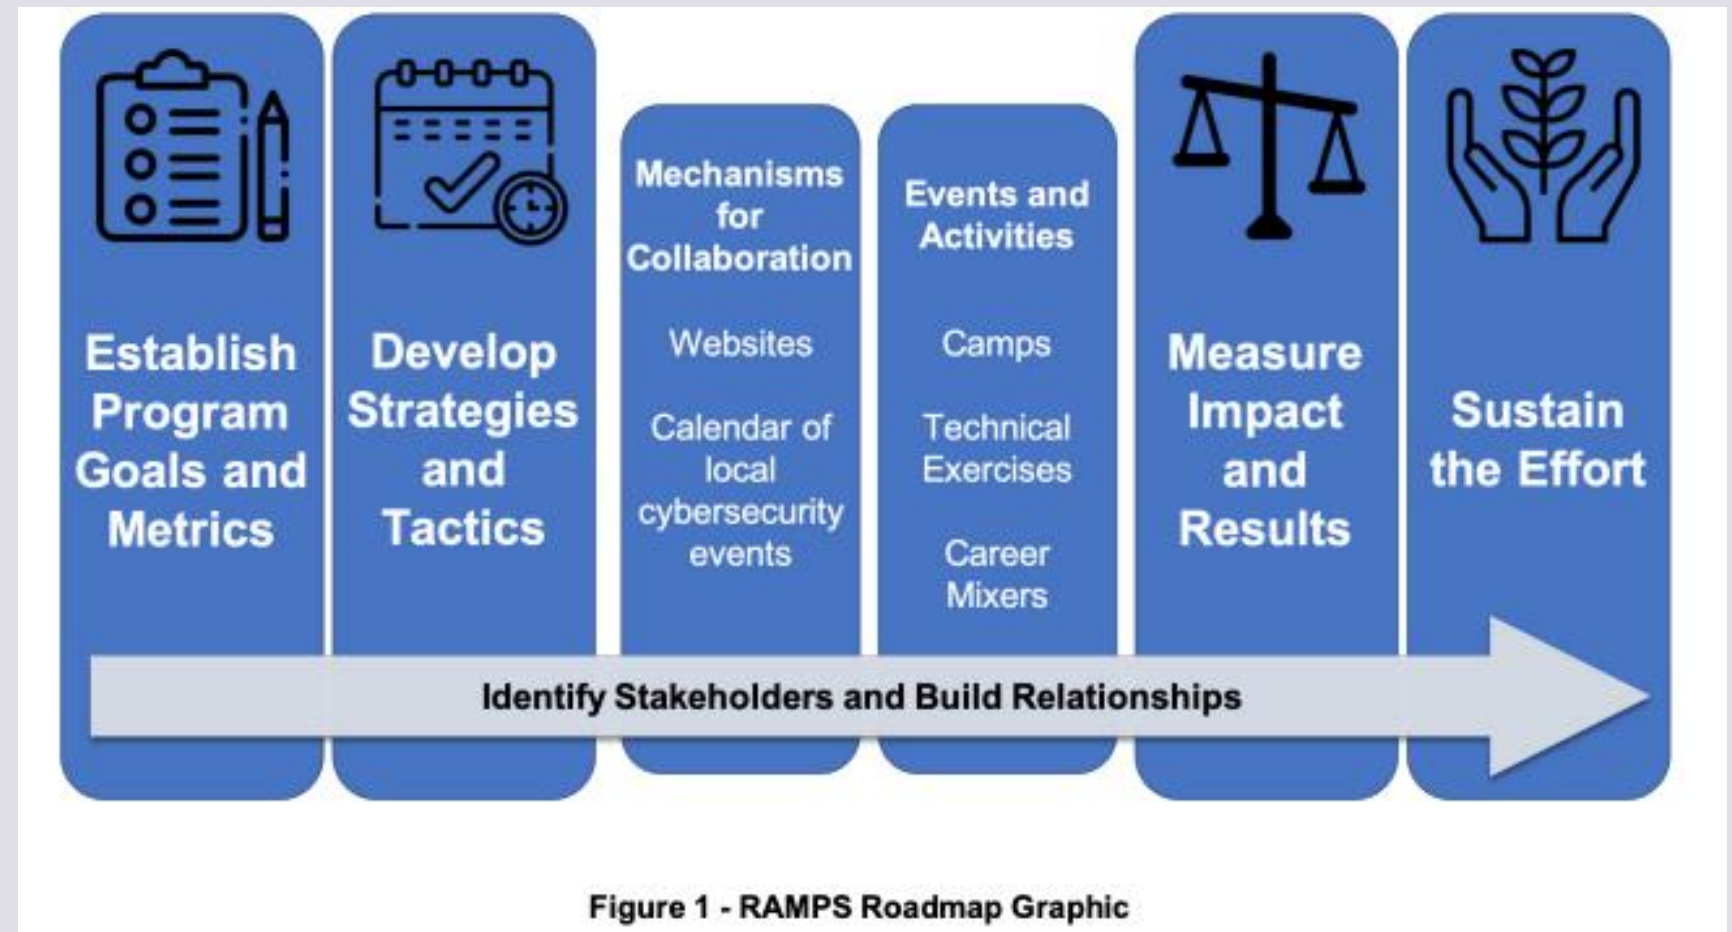 Establish
Program
Goals and
Metrics
Develop
Strategies
and
Tactics
Mechanisms
for
Collaboration
Websites
Calendar of
local
cybersecurity
events
Events and
Activities
Camps
Technical
Exercises
Career
Mixers
Measure
Impact
and
Results
Sustain
the Effort
Identify Stakeholders and Build Relationships
Figure 1 - RAMPS Roadmap Graphic